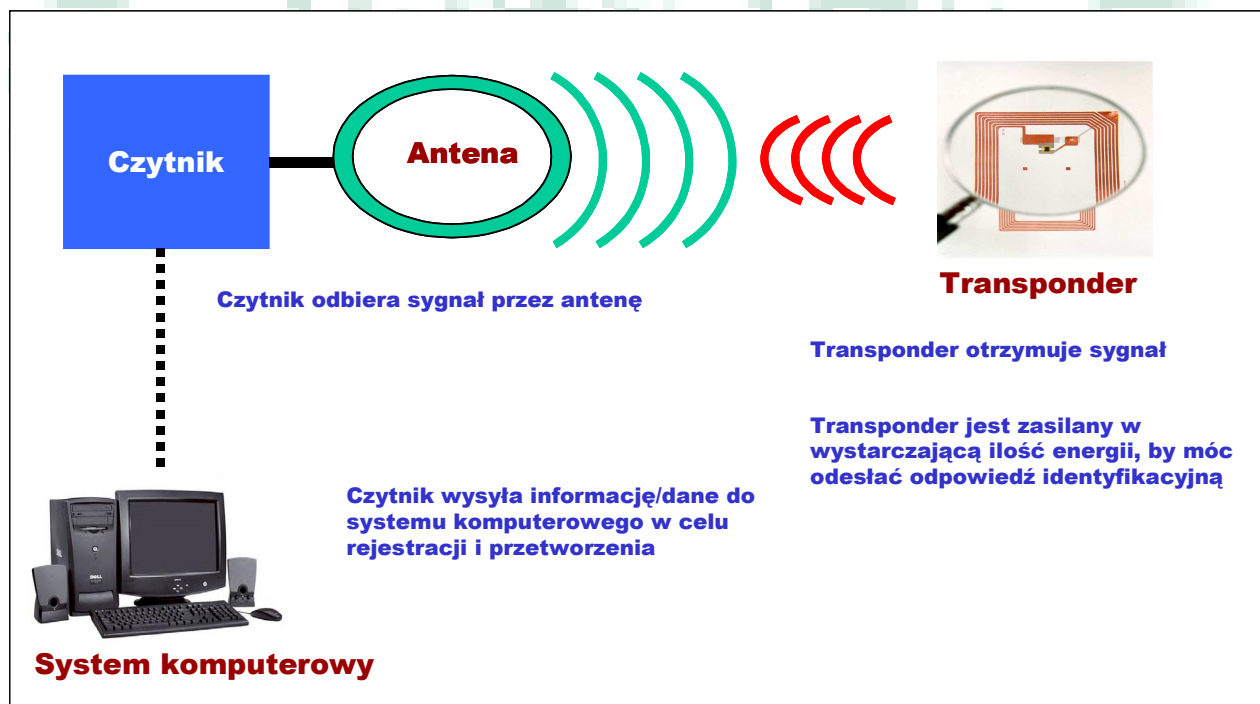 Czytnik
Antena
Transponder
Czytnik odbiera sygnał przez antenę
Transponder otrzymuje sygnał
Transponder jest zasilany w
wystarczającą ilość energii, by móc
odesłać odpowiedź identyfikacyjną
Czytnik wysyła informację/dane do
systemu komputerowego w celu
rejestracji i przetworzenia
DELL
System komputerowy